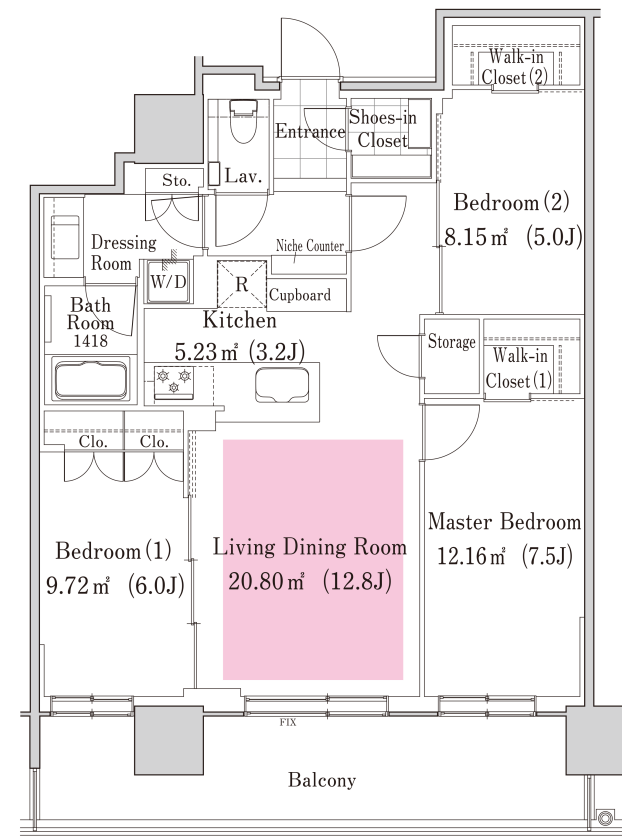 Walk-in
Closet(2)
Entrance
Shoes-in
Closet
Sto.
Lav.
Bedroom(2)
8.15㎡ (5.0J)
Dressing
Room
Niche Counter
W/D
R
Cupboard
Bath
Room
1418
Kitchen
5.23㎡ (3.2J)
Storage
Walk-in
Closet(1)
Clo.
Clo.
Bedroom(1)
9.72㎡ (6.0J)
Living Dining Room
20.80㎡ (12.8J)
Master Bedroom
12.16㎡ (7.5J)
FIX
Balcony